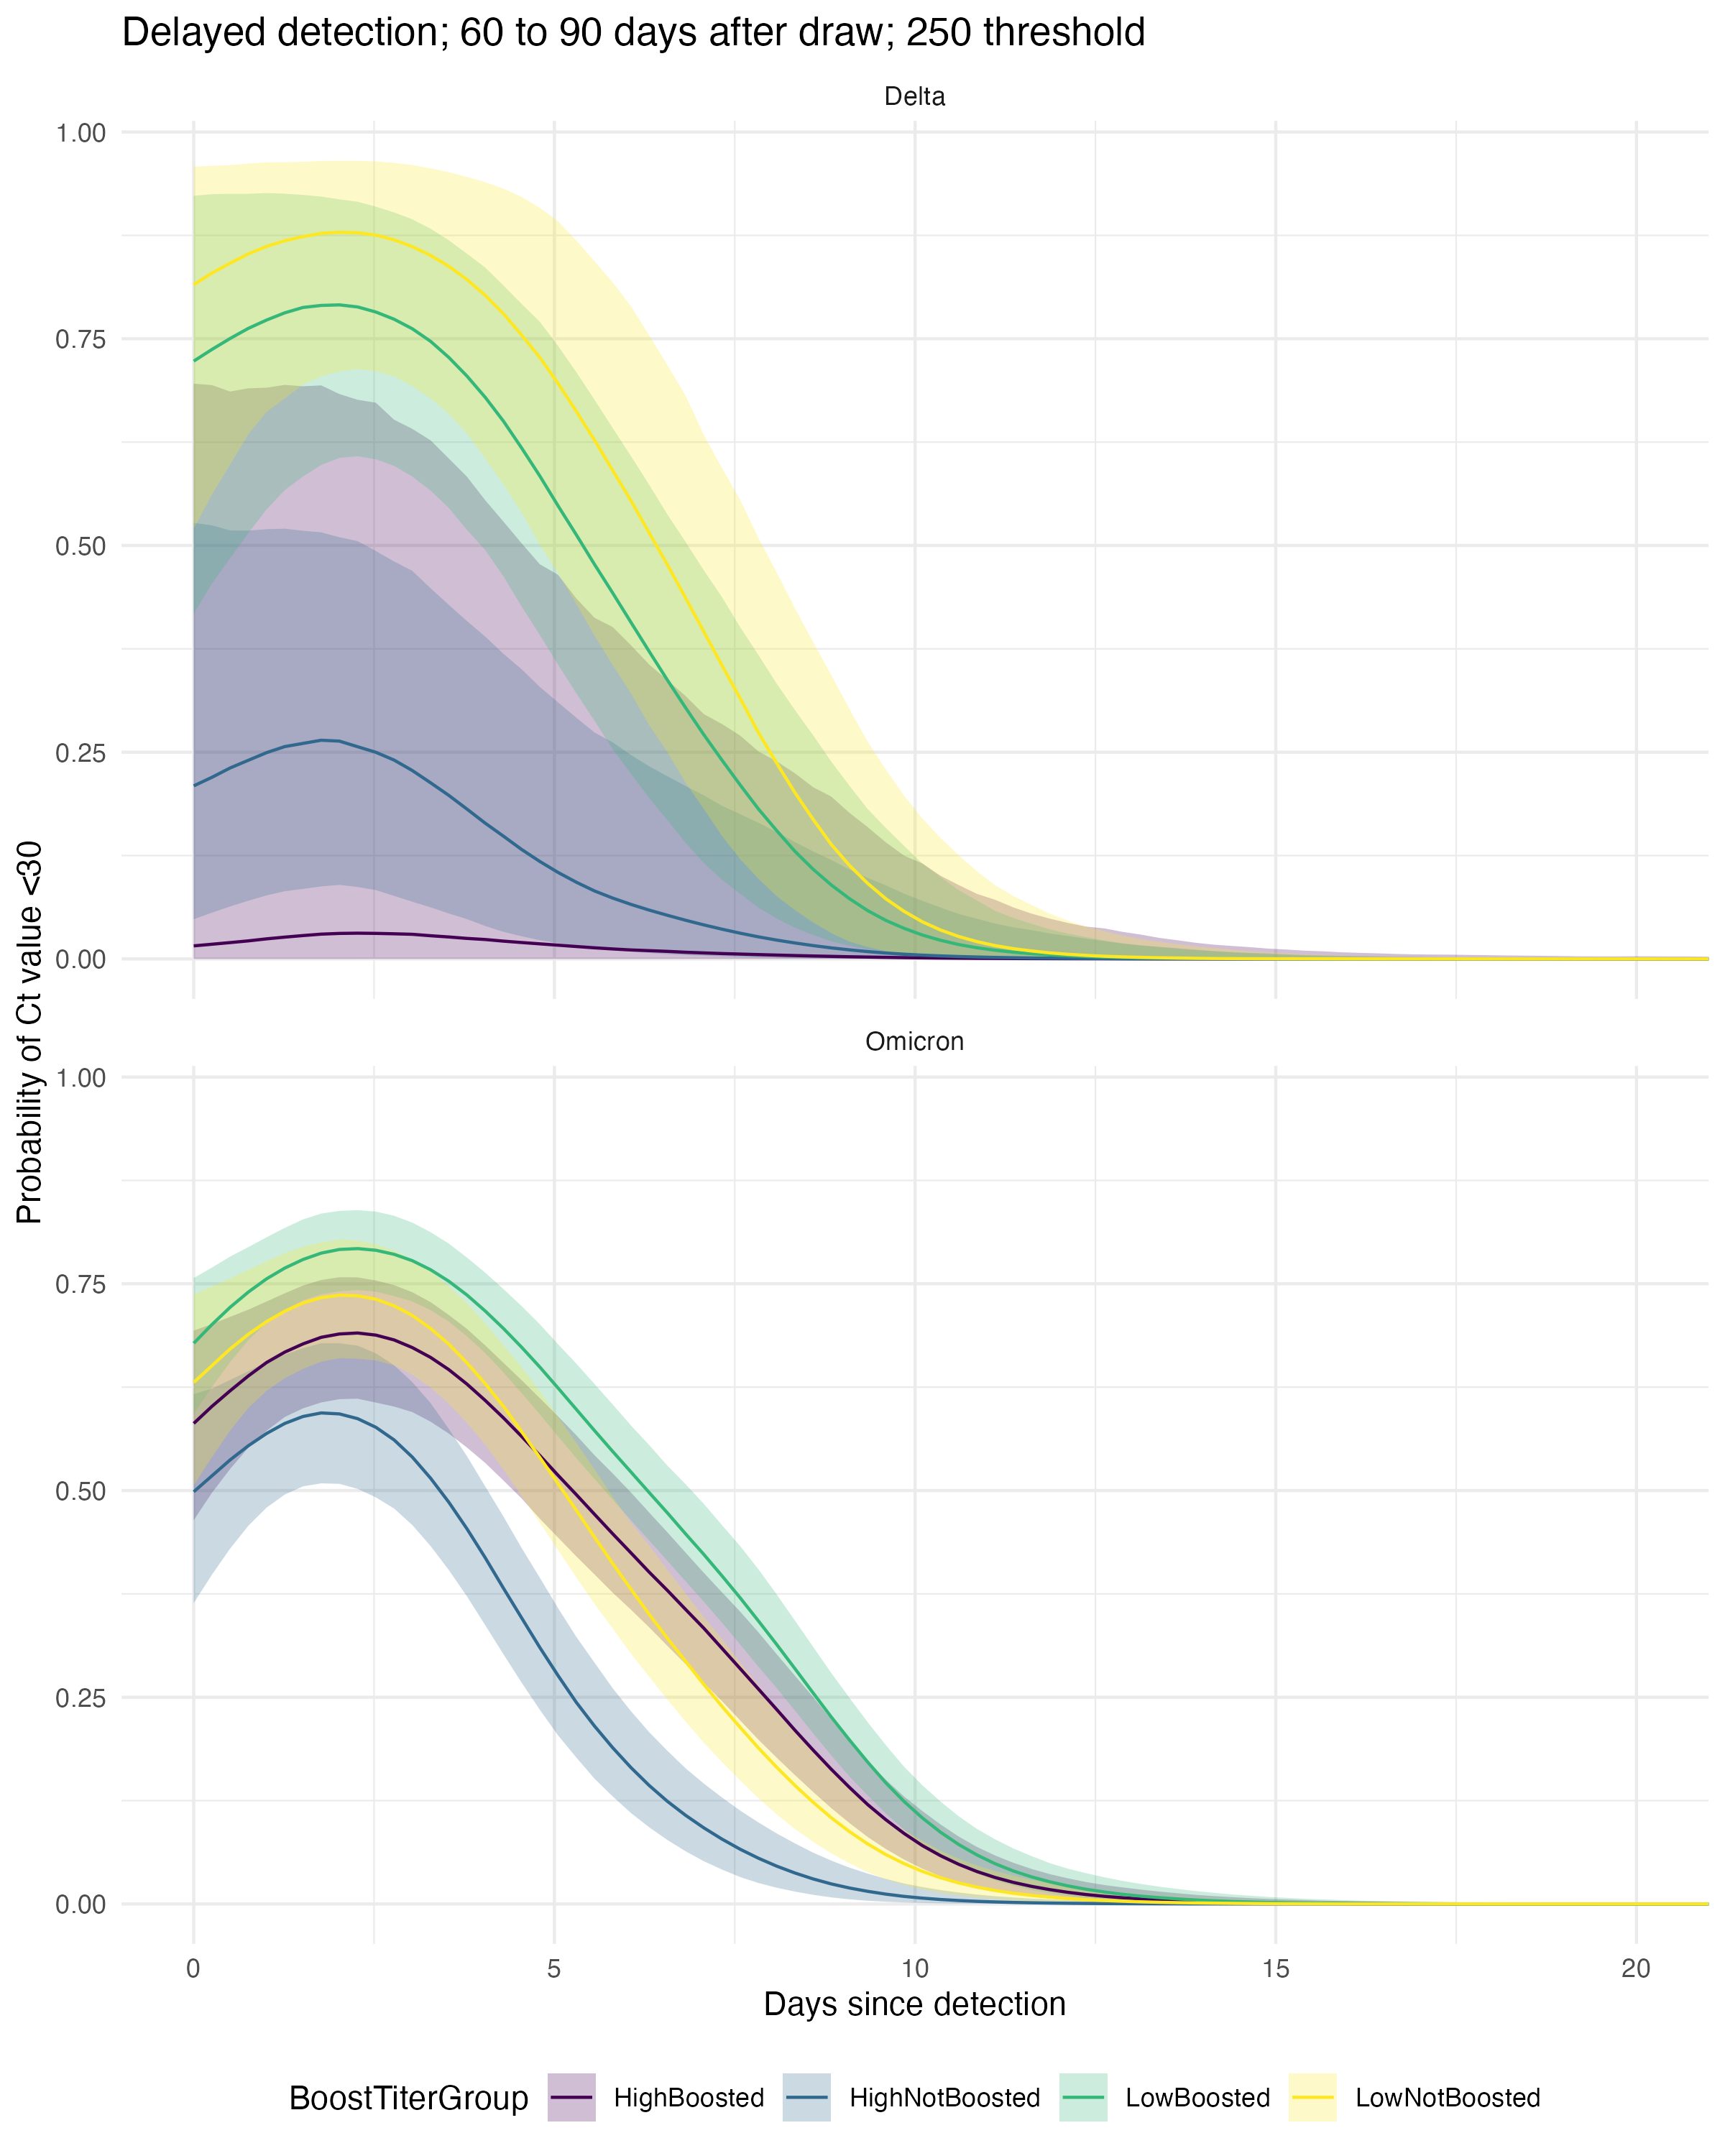 Delayed detection; 60 to 90 days after draw; 250 threshold
Delta
1.00
0.75
0.50
0.25
0.00
Probability of Ct value <30
Omicron
1.00
0.75
0.50
0.25
0.00
0 5 10 15 20
Days since detection
BoostTiterGroup HighBoosted HighNotBoosted LowBoosted LowNotBoosted